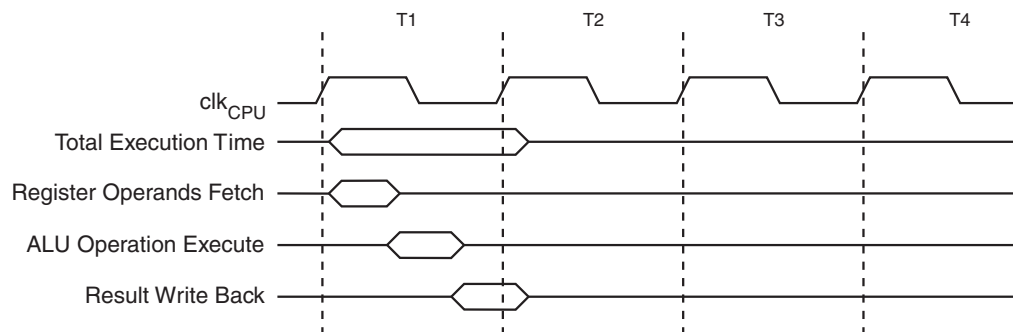 T1 T2 T3 T4
clkCPU
Total Execution Time
Register Operands Fetch
ALU Operation Execute
Result Write Back